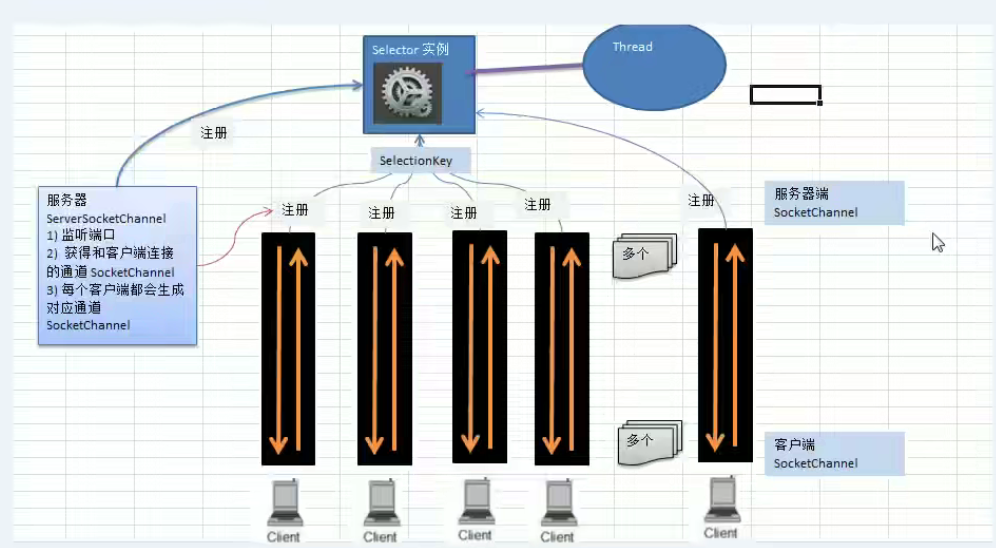 Selector 实例
Thread
注册
SelectionKey
服务器
ServerSocketChannel
1) 监听端口
2) 获得和客户端连接
的通道 SocketChannel
3) 每个客户端都会生成
对应通道
SocketChannel
注册
注册
注册
注册
注册
服务器端
SocketChannel
多个
多个
客户端
SocketChannel
Client
Client
Client
Client
Client